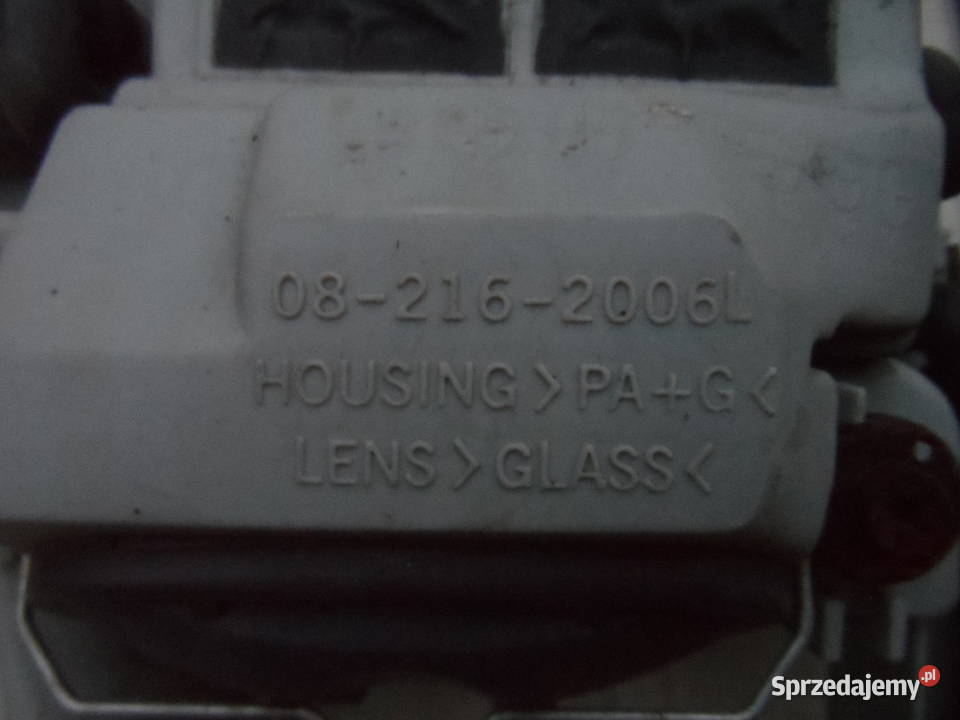 08-216-2006L
HOUSING>PA+G<
LENS>GLASS<
Sprzedajemy.pl